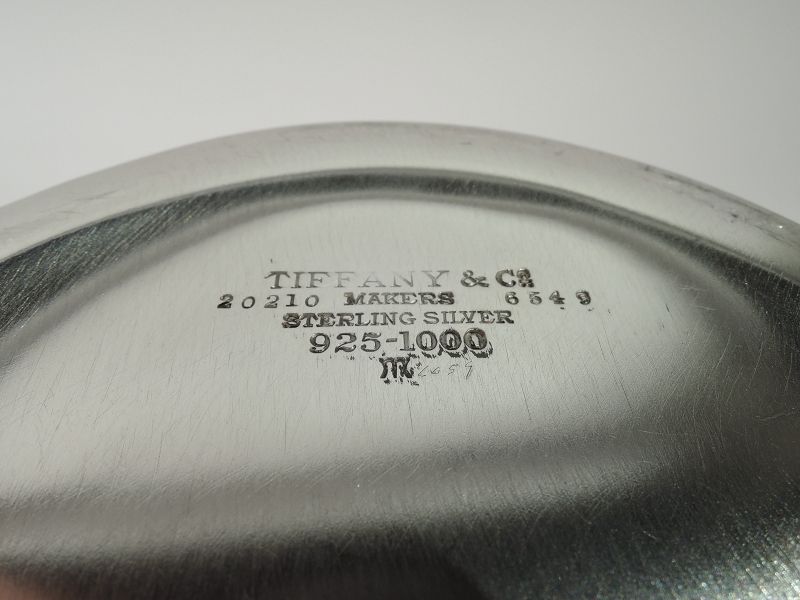 TIFFANY & Co
20210 MAKERS 6549
STERLING SILVER
925-1000
m